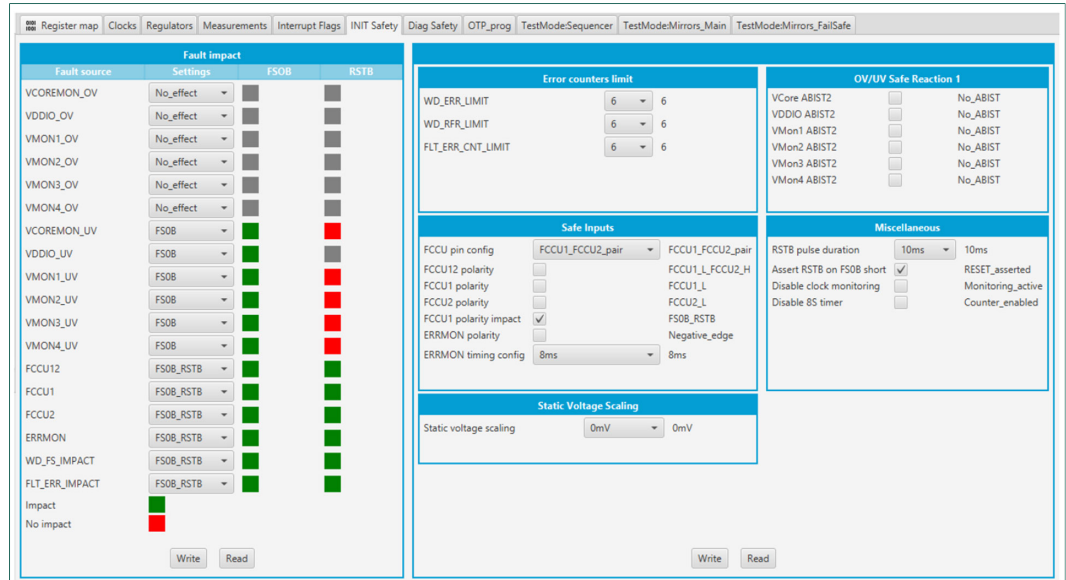 Register map Clocks Regulators Measurements Interrupt Flags INIT Safety Diag Safety OTP_prog TestMode:Sequencer TestMode:Mirrors_Main TestMode:Mirrors_FailSafe
Fault impact
Fault source Settings FSOB RSTB
VCOREMON_OV No_effect
VDDIO_OV No_effect
VMON1_OV No_effect
VMON2_OV No_effect
VMON3_OV No_effect
VMON4_OV No_effect
VCOREMON_UV FS0B
VDDIO_UV FS0B
VMON1_UV FS0B
VMON2_UV FS0B
VMON3_UV FS0B
VMON4_UV FS0B
FCCU12 FS0B_RSTB
FCCU1 FS0B_RSTB
FCCU2 FS0B_RSTB
ERRMON FS0B_RSTB
WD_FS_IMPACT FS0B_RSTB
FLT_ERR_IMPACT FS0B_RSTB
Impact
No impact
Write Read
Error counters limit
WD_ERR_LIMIT 6 6
WD_RFR_LIMIT 6 6
FLT_ERR_CNT_LIMIT 6 6
OV/UV Safe Reaction 1
VCore ABIST2 No_ABIST
VDDIO ABIST2 No_ABIST
VMon1 ABIST2 No_ABIST
VMon2 ABIST2 No_ABIST
VMon3 ABIST2 No_ABIST
VMon4 ABIST2 No_ABIST
Safe Inputs
FCCU pin config FCCU1_FCCU2_pair FCCU1_FCCU2_pair
FCCU12 polarity FCCU1_L_FCCU2_H
FCCU1 polarity FCCU1_L
FCCU2 polarity FCCU2_L
FCCU1 polarity impact FS0B_RSTB
ERRMON polarity Negative_edge
ERRMON timing config 8ms 8ms
Miscellaneous
RSTB pulse duration 10ms 10ms
Assert RSTB on FS0B short RESET_asserted
Disable clock monitoring Monitoring_active
Disable 8S timer Counter_enabled
Static Voltage Scaling
Static voltage scaling 0mV 0mV
Write Read